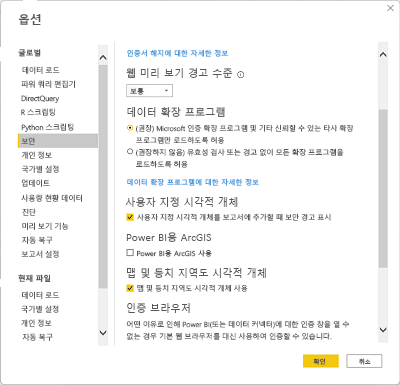 옵션
글로벌
데이터 로드
파워 쿼리 편집기
DirectQuery
R 스크립팅
Python 스크립팅
보안
개인 정보
국가별 설정
업데이트
사용량 현황 데이터
진단
미리 보기 기능
자동 복구
보고서 설정
현재 파일
데이터 로드
국가별 설정
개인 정보
자동 복구
인증서 해지에 대한 자세한 정보
웹 미리 보기 경고 수준
보통
데이터 확장 프로그램
(권장) Microsoft 인증 확장 프로그램 및 기타 신뢰할 수 있는 타사 확장
프로그램만 로드하도록 허용
(권장하지 않음) 유효성 검사 또는 경고 없이 모든 확장 프로그램을
로드하도록 허용
데이터 확장 프로그램에 대한 자세한 정보
사용자 지정 시각적 개체
사용자 지정 시각적 개체를 보고서에 추가할 때 보안 경고 표시
Power BI용 ArcGIS
Power BI용 ArcGIS 사용
맵 및 등치 지역도 시각적 개체
맵 및 등치 지역도 시각적 개체 사용
인증 브라우저
어떤 이유로 인해 Power BI(또는 데이터 커넥터)에 대한 인증 창을 열 수
없는 경우 기본 웹 브라우저를 대신 사용하여 인증할 수 있습니다.
확인
취소